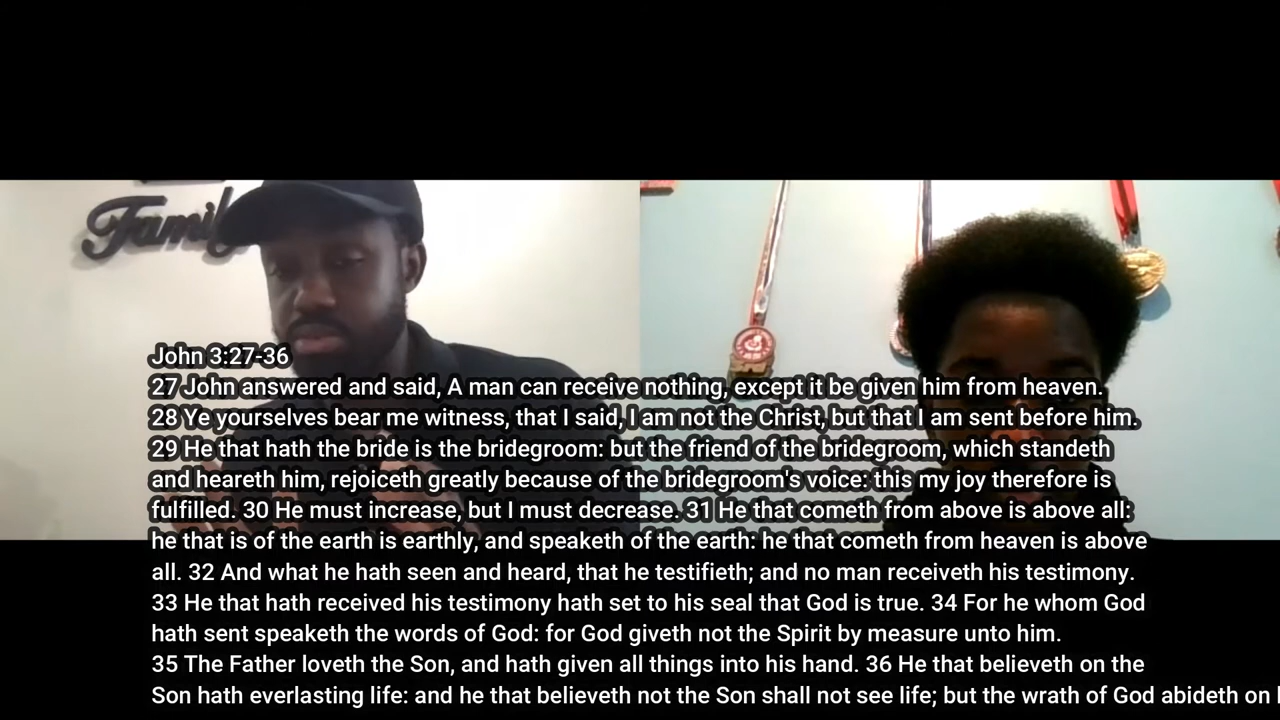 Family
John 3:27-36
27 John answered and said, A man can receive nothing, except it be given him from heaven.
28 Ye yourselves bear me witness, that I said, I am not the Christ, but that I am sent before him.
29 He that hath the bride is the bridegroom: but the friend of the bridegroom, which standeth
and heareth him, rejoiceth greatly because of the bridegroom's voice: this my joy therefore is
fulfilled. 30 He must increase, but I must decrease. 31 He that cometh from above is above all:
he that is of the earth is earthly, and speaketh of the earth: he that cometh from heaven is above
all. 32 And what he hath seen and heard, that he testifieth; and no man receiveth his testimony.
33 He that hath received his testimony hath set to his seal that God is true. 34 For he whom God
hath sent speaketh the words of God: for God giveth not the Spirit by measure unto him.
35 The Father loveth the Son, and hath given all things into his hand. 36 He that believeth on the
Son hath everlasting life: and he that believeth not the Son shall not see life; but the wrath of God abideth on